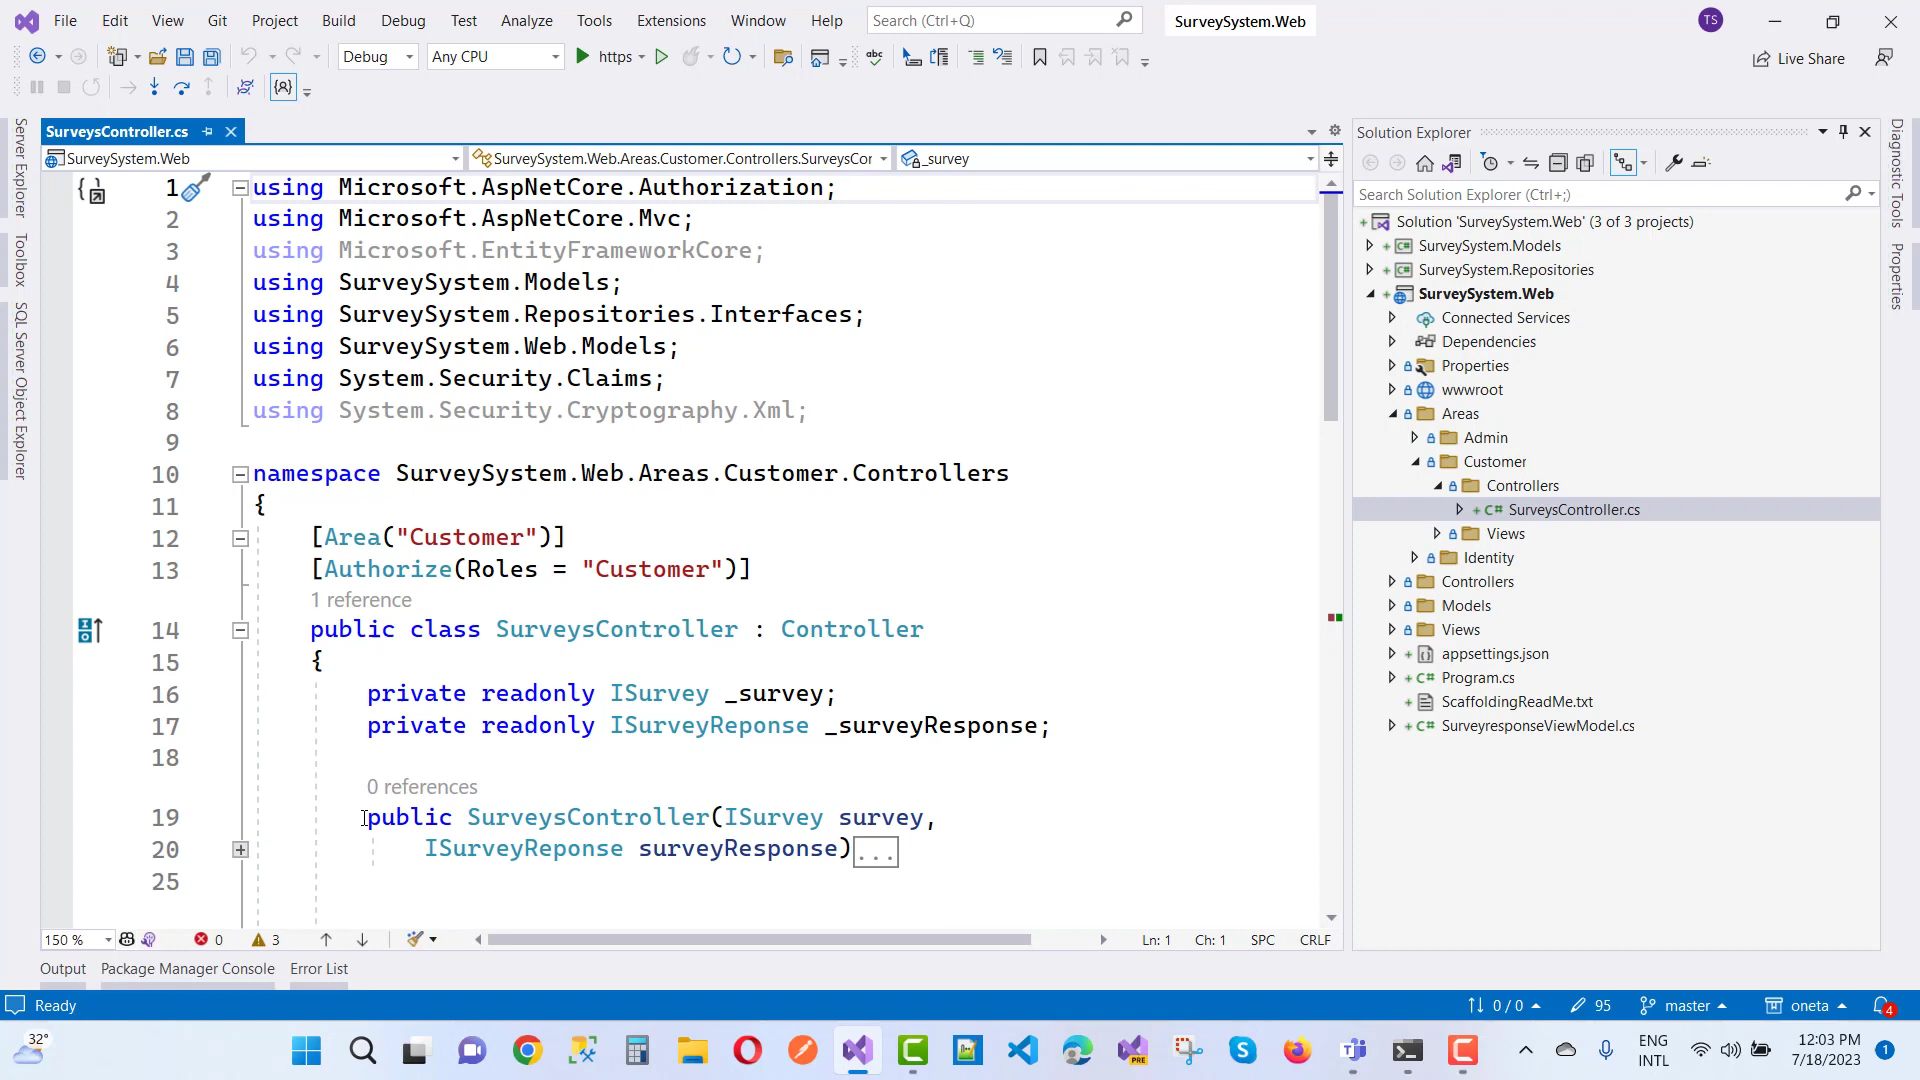 File Edit View Git Project Build Debug Test Analyze Tools Extensions Window Help Search (Ctrl+Q) SurveySystem.Web TS
Debug Any CPU https Live Share
SurveysController.cs
SurveySystem.Web SurveySystem.Web.Areas.Customer.Controllers.SurveysCor _survey
1 using Microsoft.AspNetCore.Authorization;
2 using Microsoft.AspNetCore.Mvc;
3 using Microsoft.EntityFrameworkCore;
4 using SurveySystem.Models;
5 using SurveySystem.Repositories.Interfaces;
6 using SurveySystem.Web.Models;
7 using System.Security.Claims;
8 using System.Security.Cryptography.Xml;
9
10 namespace SurveySystem.Web.Areas.Customer.Controllers
11 {
12 [Area("Customer")]
13 [Authorize(Roles = "Customer")]
1 reference
14 public class SurveysController : Controller
15 {
16 private readonly ISurvey _survey;
17 private readonly ISurveyReponse _surveyResponse;
18
0 references
19 public SurveysController(ISurvey survey,
20 ISurveyReponse surveyResponse)...
25
150 % 0 3 Ln: 1 Ch: 1 SPC CRLF
Output Package Manager Console Error List
Server Explorer
Toolbox
SQL Server Object Explorer
Solution Explorer
Search Solution Explorer (Ctrl+;)
Solution 'SurveySystem.Web' (3 of 3 projects)
SurveySystem.Models
SurveySystem.Repositories
SurveySystem.Web
Connected Services
Dependencies
Properties
wwwroot
Areas
Admin
Customer
Controllers
C# SurveysController.cs
Views
Identity
Controllers
Models
Views
appsettings.json
C# Program.cs
ScaffoldingReadMe.txt
C# SurveyresponseViewModel.cs
Diagnostic Tools
Properties
Ready 0 / 0 95 master oneta 4
32° ENG INTL 12:03 PM 7/18/2023 1